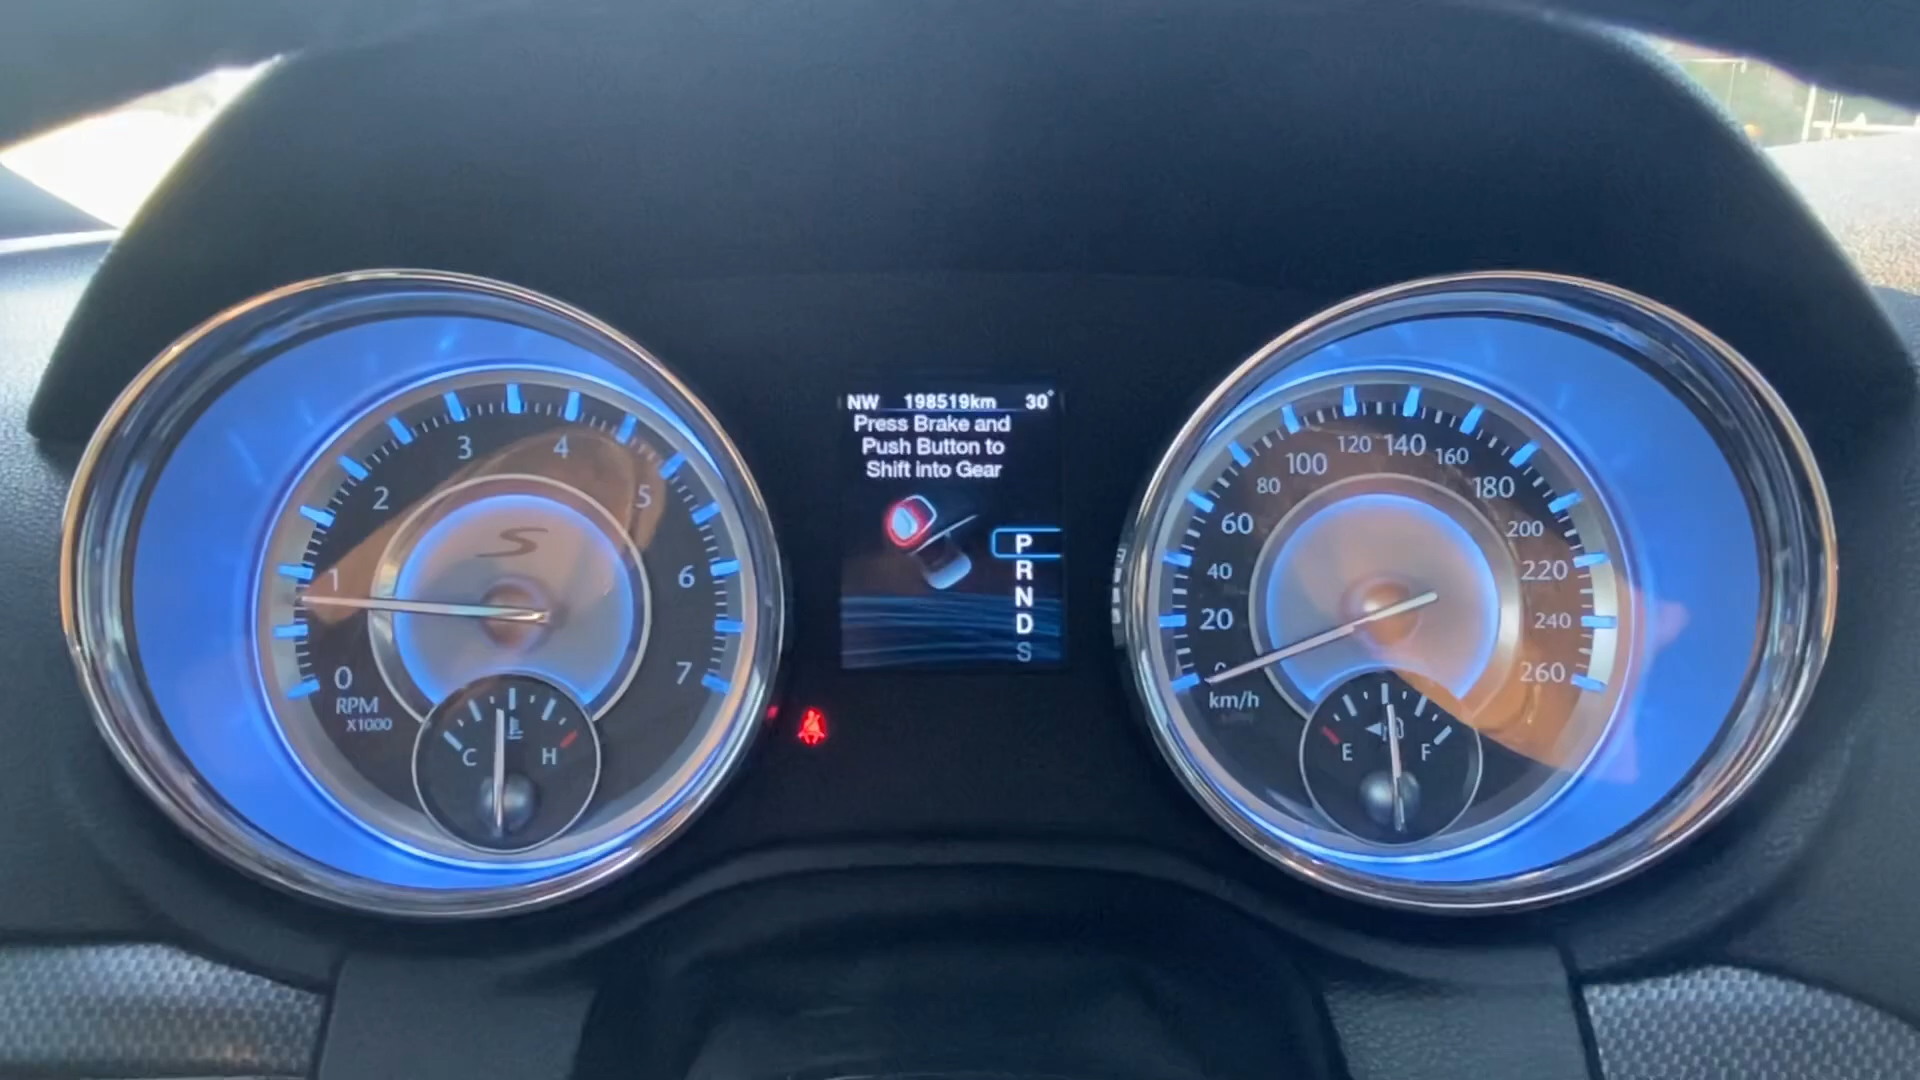 NW 198519km 30°
Press Brake and
Push Button to
Shift into Gear
P
R
N
D
S
0 1 2 3 4 5 6 7
RPM
X1000
S
C H
0 20 40 60 80 100 120 140 160 180 200 220 240 260
km/h
E F